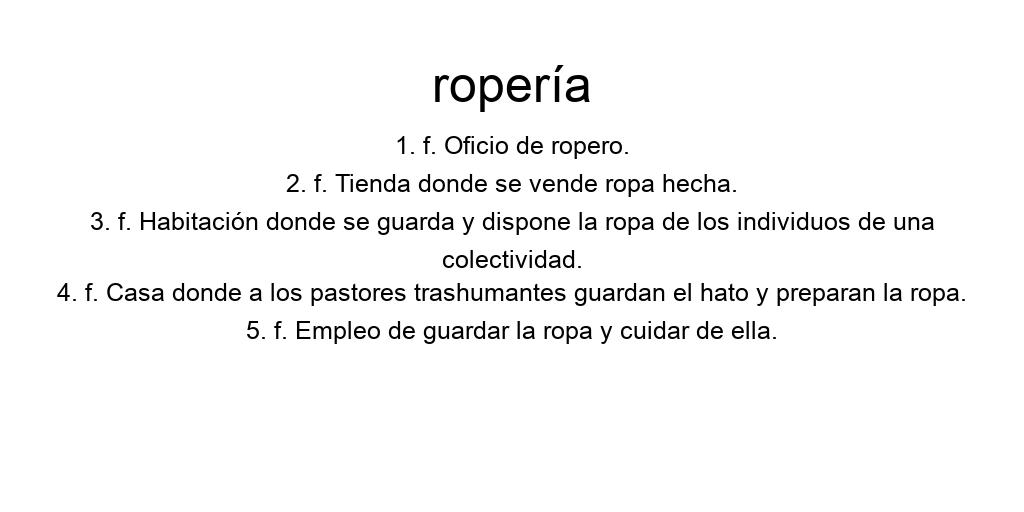 ropería
1. f. Oficio de ropero.
2. f. Tienda donde se vende ropa hecha.
3. f. Habitación donde se guarda y dispone la ropa de los individuos de una
colectividad.
4. f. Casa donde a los pastores trashumantes guardan el hato y preparan la ropa.
5. f. Empleo de guardar la ropa y cuidar de ella.